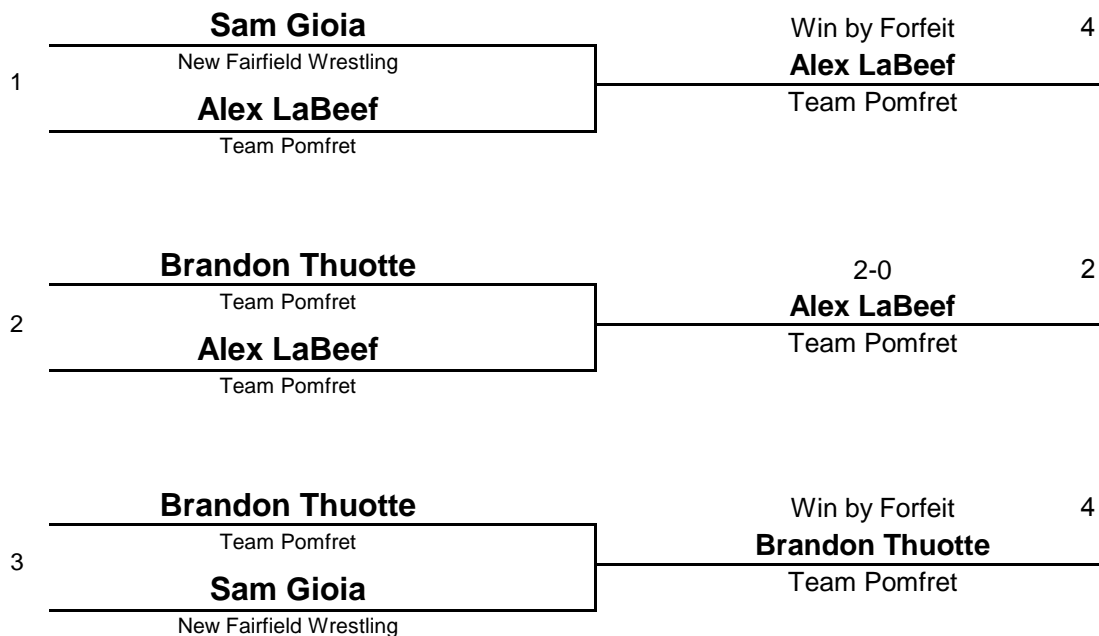 Sam Gioia
New Fairfield Wrestling
1
Alex LaBeef
Team Pomfret
Win by Forfeit 4
Alex LaBeef
Team Pomfret
Brandon Thuotte
Team Pomfret
2
Alex LaBeef
Team Pomfret
2-0 2
Alex LaBeef
Team Pomfret
Brandon Thuotte
Team Pomfret
3
Sam Gioia
New Fairfield Wrestling
Win by Forfeit 4
Brandon Thuotte
Team Pomfret